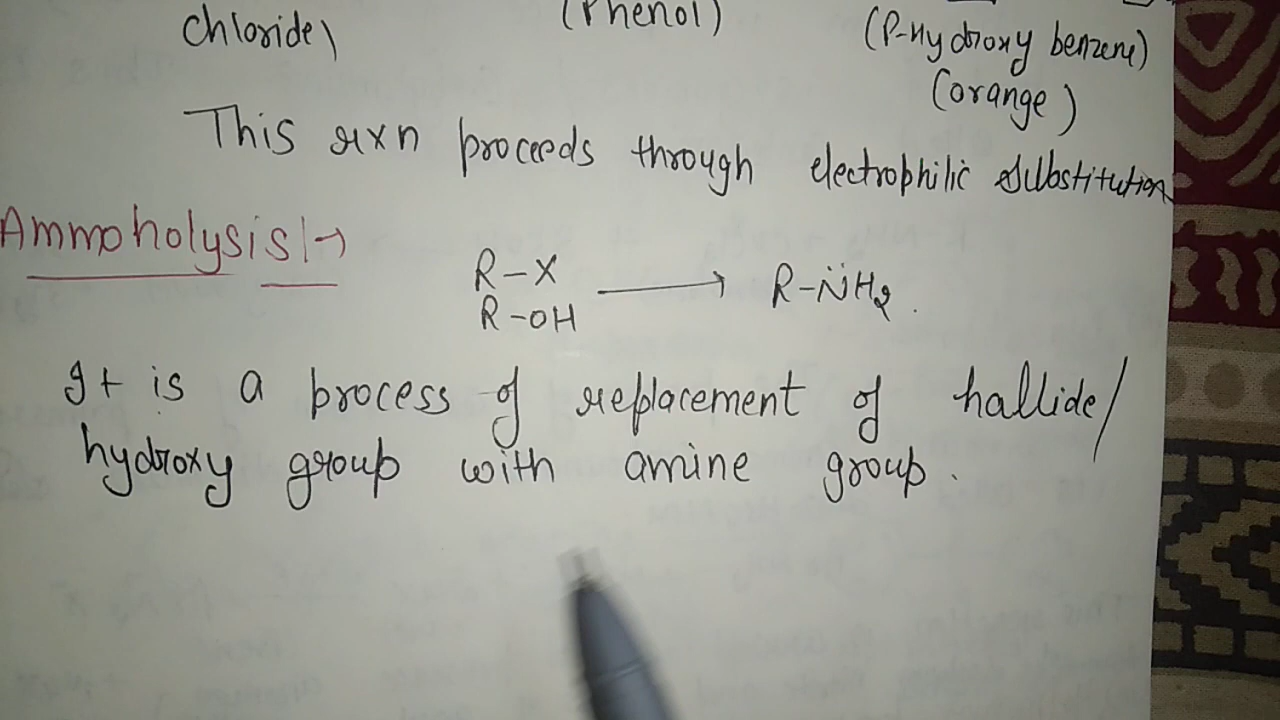 Chloride)
(Phenol)
(P-Hydroxy benzene)
(orange)
This rxn proceeds through electrophilic substitution
Ammoholysis:→
R-X
R-OH → R-N̈H2.
It is a process of replacement of hallide/
hydroxy group with amine group.